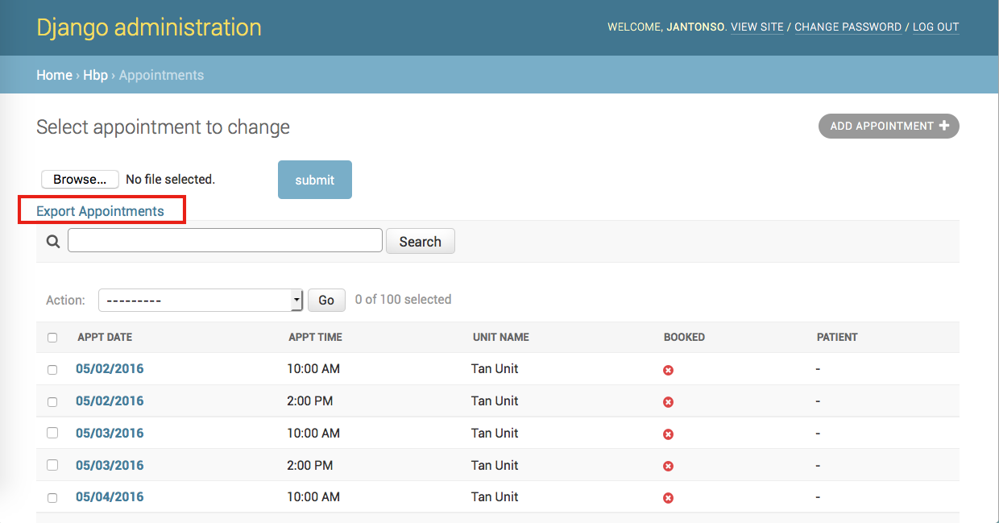 Django administration
WELCOME, JANTONSO. VIEW SITE / CHANGE PASSWORD / LOG OUT
Home › Hbp › Appointments
Select appointment to change
ADD APPOINTMENT +
Browse... No file selected. submit
Export Appointments
Search
Action: --------- Go 0 of 100 selected
APPT DATE APPT TIME UNIT NAME BOOKED PATIENT
05/02/2016 10:00 AM Tan Unit -
05/02/2016 2:00 PM Tan Unit -
05/03/2016 10:00 AM Tan Unit -
05/03/2016 2:00 PM Tan Unit -
05/04/2016 10:00 AM Tan Unit -